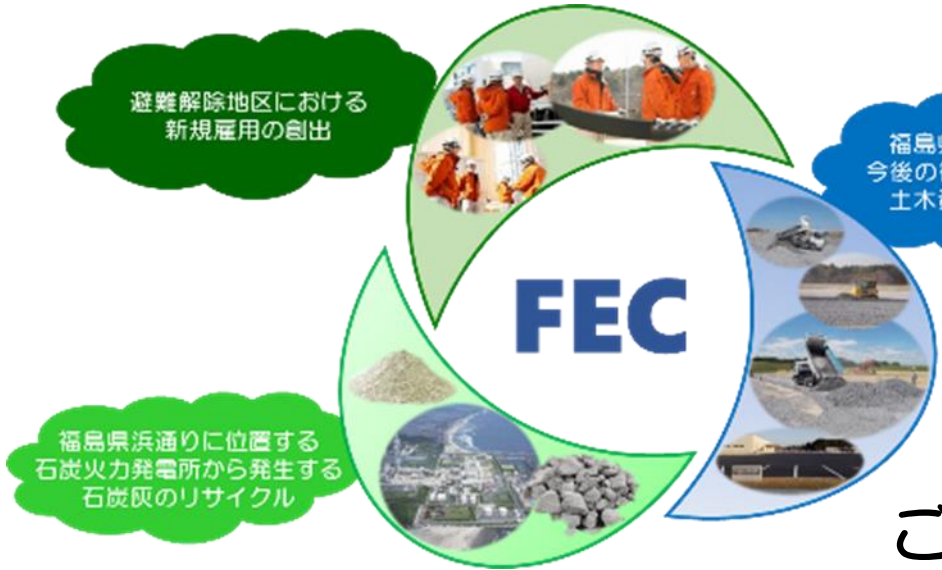 避難解除地区における
新規雇用の創出
福島県
今後の
土木
FEC
福島県浜通りに位置する
石炭火力発電所から発生する
石炭灰のリサイクル